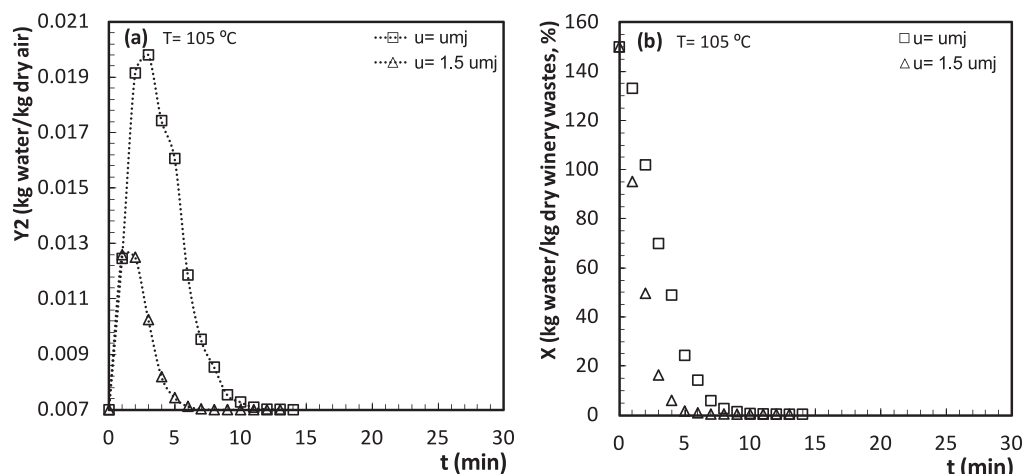 (a) T= 105 ºC
u= umj
u= 1.5 umj
Y2 (kg water/kg dry air)
0.021
0.019
0.017
0.015
0.013
0.011
0.009
0.007
0 5 10 15 20 25 30
t (min)
(b) T= 105 ºC
u= umj
u= 1.5 umj
X (kg water/kg dry winery wastes, %)
160
140
120
100
80
60
40
20
0
0 5 10 15 20 25 30
t (min)